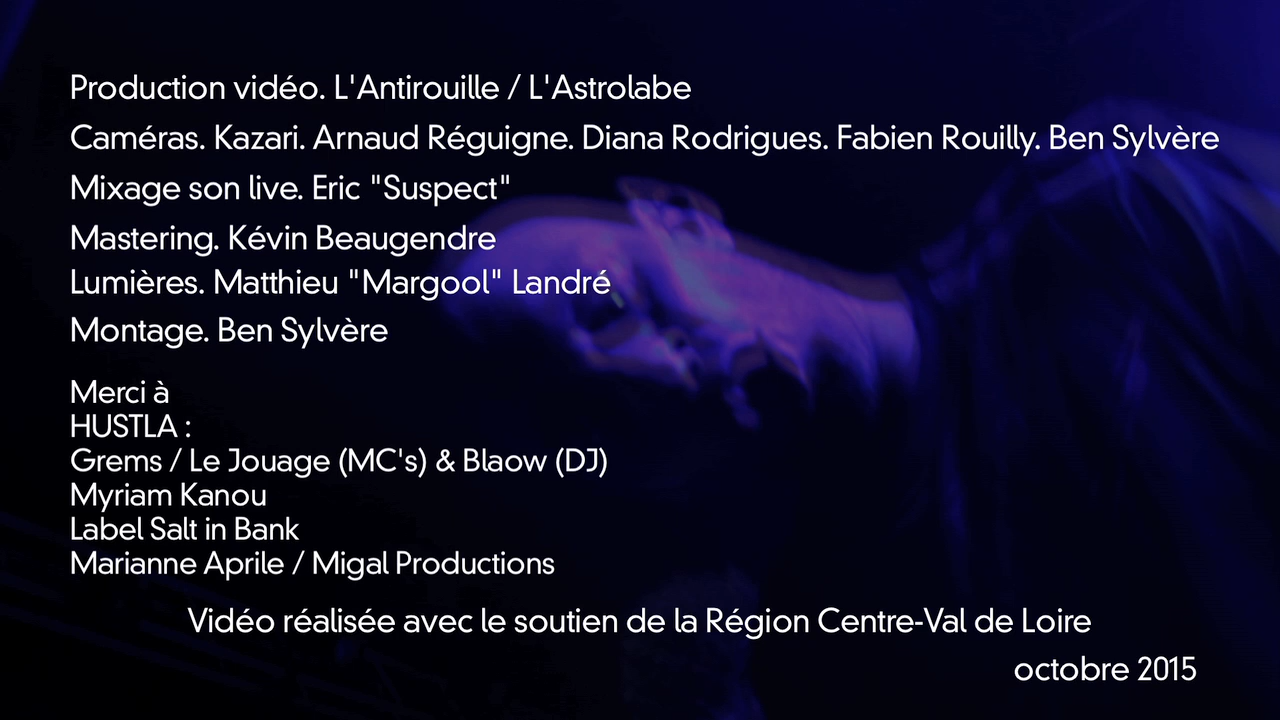 Production vidéo. L'Antirouille / L'Astrolabe
Caméras. Kazari. Arnaud Réguigne. Diana Rodrigues. Fabien Rouilly. Ben Sylvère
Mixage son live. Eric "Suspect"
Mastering. Kévin Beaugendre
Lumières. Matthieu "Margool" Landré
Montage. Ben Sylvère
Merci à
HUSTLA :
Grems / Le Jouage (MC's) & Blaow (DJ)
Myriam Kanou
Label Salt in Bank
Marianne Aprile / Migal Productions
Vidéo réalisée avec le soutien de la Région Centre-Val de Loire
octobre 2015